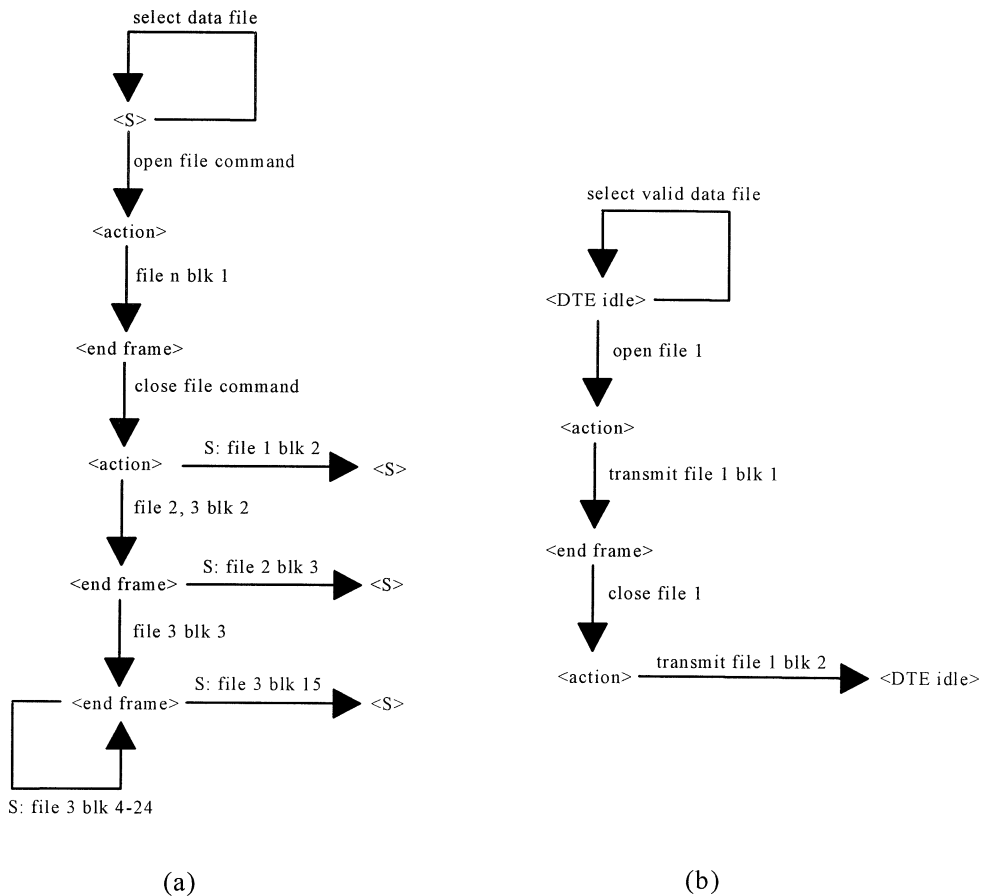 select data file
<S>
open file command
<action>
file n blk 1
<end frame>
close file command
<action>
S: file 1 blk 2
<S>
file 2, 3 blk 2
<end frame>
S: file 2 blk 3
<S>
file 3 blk 3
<end frame>
S: file 3 blk 15
<S>
S: file 3 blk 4-24
(a)
select valid data file
<DTE idle>
open file 1
<action>
transmit file 1 blk 1
<end frame>
close file 1
<action>
transmit file 1 blk 2
<DTE idle>
(b)